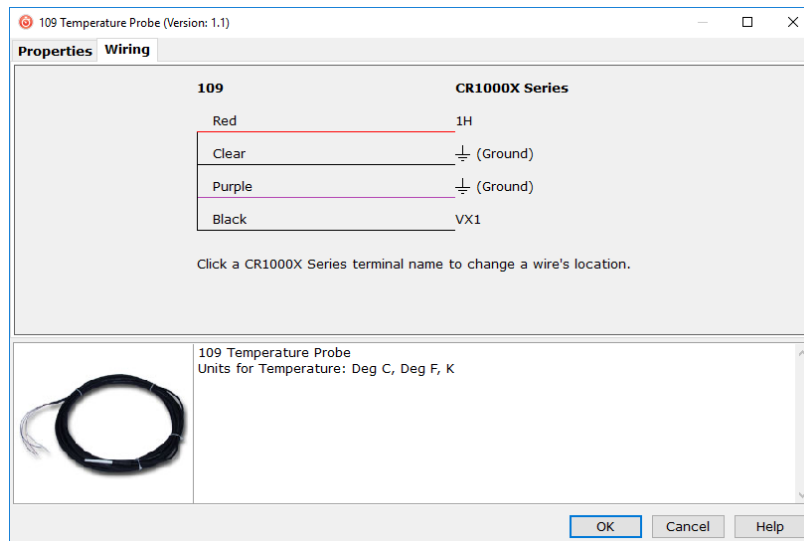 109 Temperature Probe (Version: 1.1)
Properties Wiring
109 CR1000X Series
Red 1H
Clear ⏚ (Ground)
Purple ⏚ (Ground)
Black VX1
Click a CR1000X Series terminal name to change a wire's location.
109 Temperature Probe
Units for Temperature: Deg C, Deg F, K
OK Cancel Help